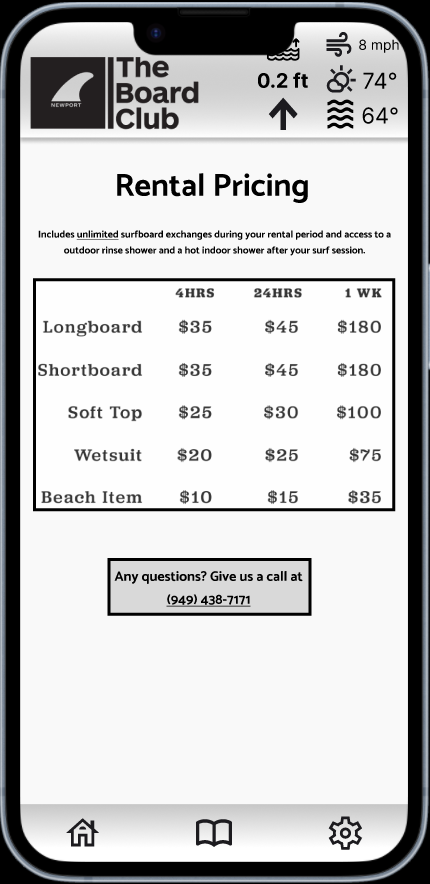 8 mph
The
Board
Club
NEWPORT
0.2 ft
74°
64°
Rental Pricing
Includes unlimited surfboard exchanges during your rental period and access to a
outdoor rinse shower and a hot indoor shower after your surf session.
4HRS 24HRS 1 WK
Longboard $35 $45 $180
Shortboard $35 $45 $180
Soft Top $25 $30 $100
Wetsuit $20 $25 $75
Beach Item $10 $15 $35
Any questions? Give us a call at
(949) 438-7171